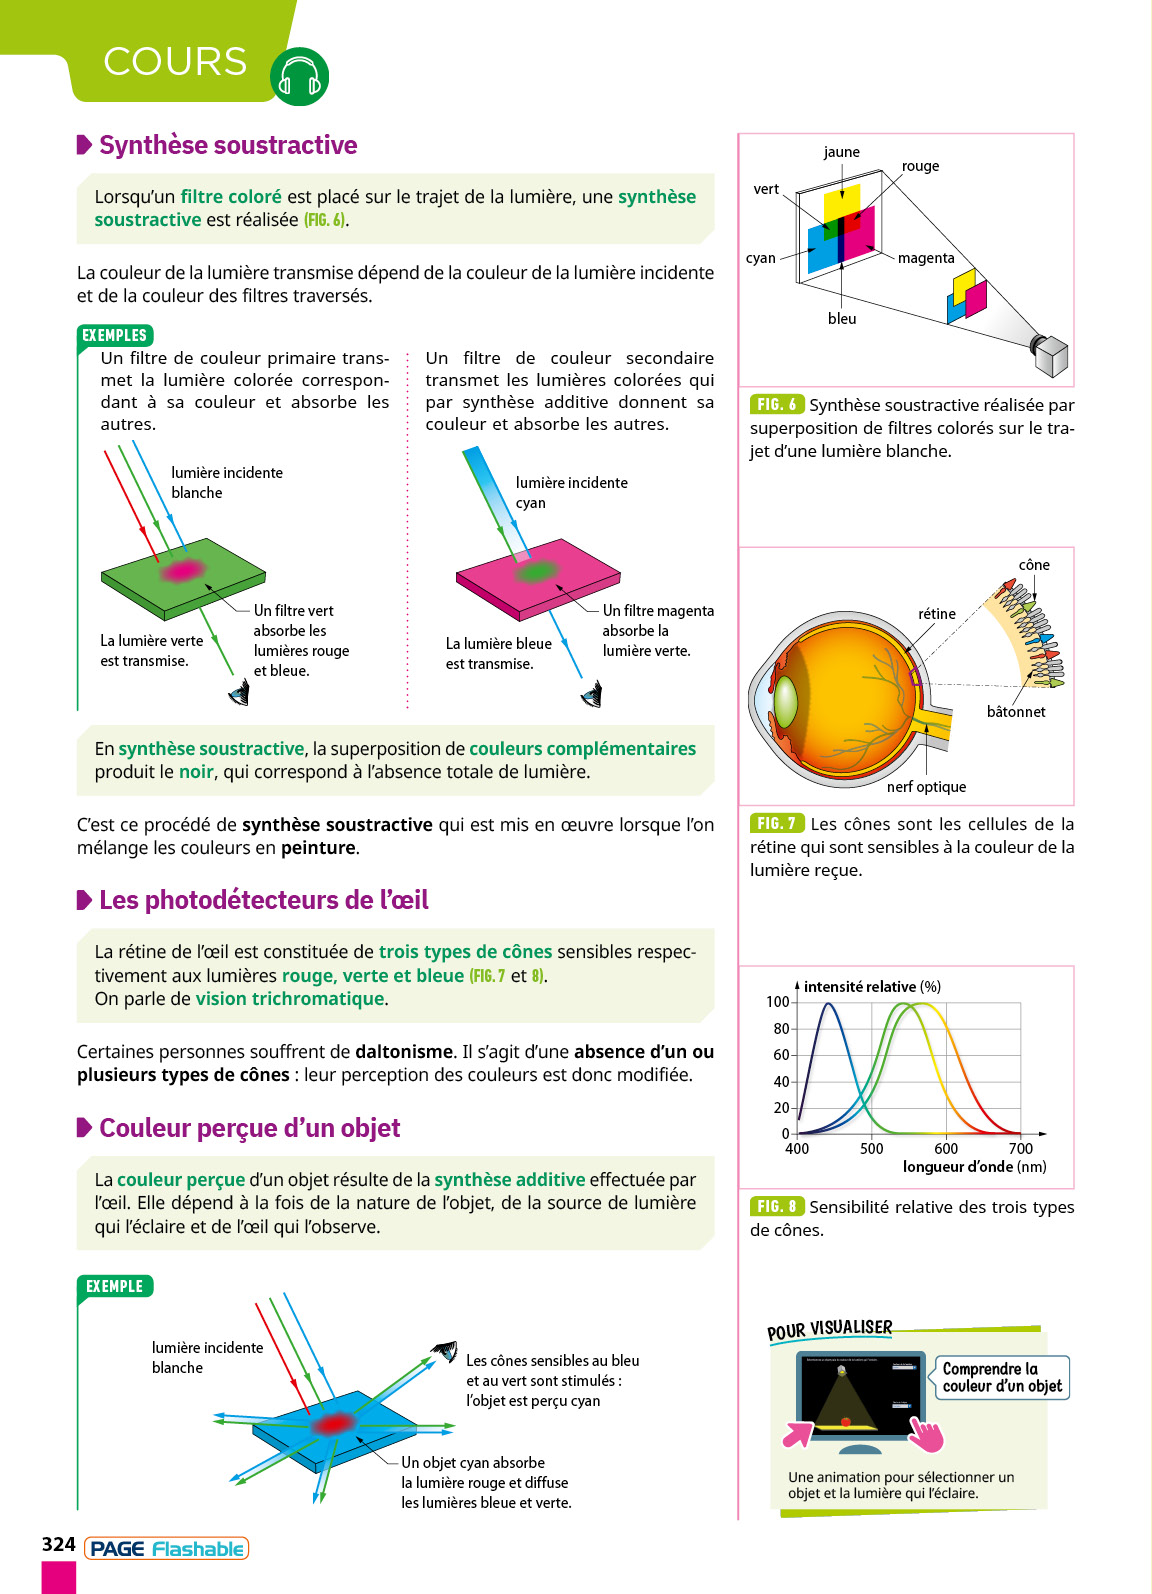 COURS
Synthèse soustractive
Lorsqu'un filtre coloré est placé sur le trajet de la lumière, une synthèse
soustractive est réalisée (FIG. 6).
La couleur de la lumière transmise dépend de la couleur de la lumière incidente
et de la couleur des filtres traversés.
EXEMPLES
Un filtre de couleur primaire trans-
met la lumière colorée correspon-
dant à sa couleur et absorbe les
autres.
lumière incidente
blanche
Un filtre vert
absorbe les
lumières rouge
et bleue.
La lumière verte
est transmise.
Un filtre de couleur secondaire
transmet les lumières colorées qui
par synthèse additive donnent sa
couleur et absorbe les autres.
lumière incidente
cyan
Un filtre magenta
absorbe la
lumière verte.
La lumière bleue
est transmise.
En synthèse soustractive, la superposition de couleurs complémentaires
produit le noir, qui correspond à l'absence totale de lumière.
C'est ce procédé de synthèse soustractive qui est mis en œuvre lorsque l'on
mélange les couleurs en peinture.
Les photodétecteurs de l'œil
La rétine de l'œil est constituée de trois types de cônes sensibles respec-
tivement aux lumières rouge, verte et bleue (FIG. 7 et 8).
On parle de vision trichromatique.
Certaines personnes souffrent de daltonisme. Il s'agit d'une absence d'un ou
plusieurs types de cônes : leur perception des couleurs est donc modifiée.
Couleur perçue d'un objet
La couleur perçue d'un objet résulte de la synthèse additive effectuée par
l'œil. Elle dépend à la fois de la nature de l'objet, de la source de lumière
qui l'éclaire et de l'œil qui l'observe.
EXEMPLE
lumière incidente
blanche
Les cônes sensibles au bleu
et au vert sont stimulés :
l'objet est perçu cyan
Un objet cyan absorbe
la lumière rouge et diffuse
les lumières bleue et verte.
324 PAGE Flashable
jaune
rouge
vert
cyan
magenta
bleu
FIG. 6 Synthèse soustractive réalisée par
superposition de filtres colorés sur le tra-
jet d'une lumière blanche.
cône
rétine
bâtonnet
nerf optique
FIG. 7 Les cônes sont les cellules de la
rétine qui sont sensibles à la couleur de la
lumière reçue.
intensité relative (%)
100
80
60
40
20
0
400 500 600 700
longueur d'onde (nm)
FIG. 8 Sensibilité relative des trois types
de cônes.
POUR VISUALISER
Comprendre la
couleur d'un objet
Une animation pour sélectionner un
objet et la lumière qui l'éclaire.